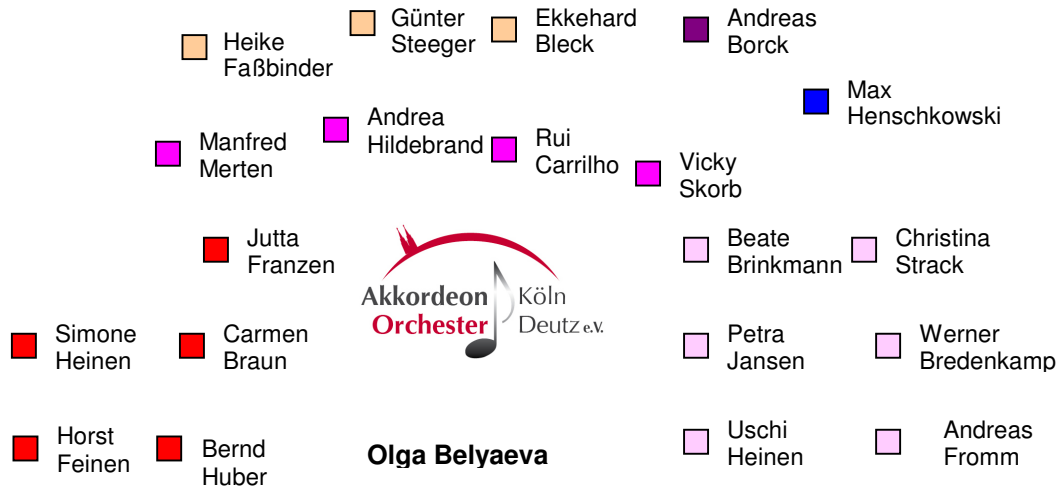 Heike
Faßbinder
Günter
Steeger
Ekkehard
Bleck
Andreas
Borck
Max
Henschkowski
Manfred
Merten
Andrea
Hildebrand
Rui
Carrilho
Vicky
Skorb
Jutta
Franzen
Akkordeon Köln
Orchester Deutz e.V.
Beate
Brinkmann
Christina
Strack
Simone
Heinen
Carmen
Braun
Petra
Jansen
Werner
Bredenkamp
Horst
Feinen
Bernd
Huber
Olga Belyaeva
Uschi
Heinen
Andreas
Fromm